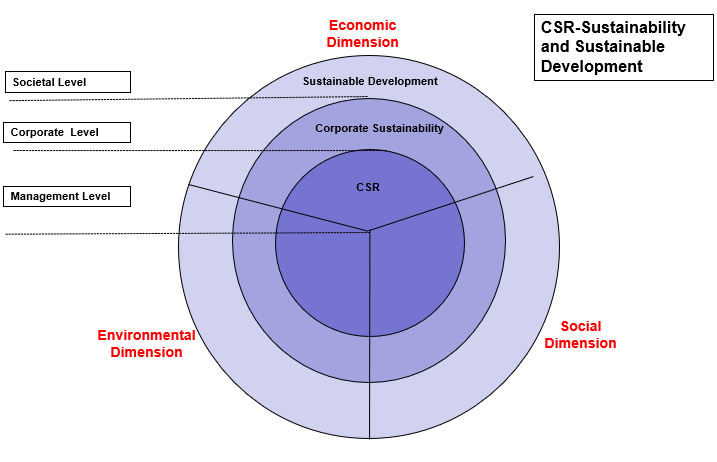 Economic
Dimension
CSR-Sustainability
and Sustainable
Development
Societal Level
Sustainable Development
Corporate Level
Corporate Sustainability
Management Level
CSR
Environmental
Dimension
Social
Dimension